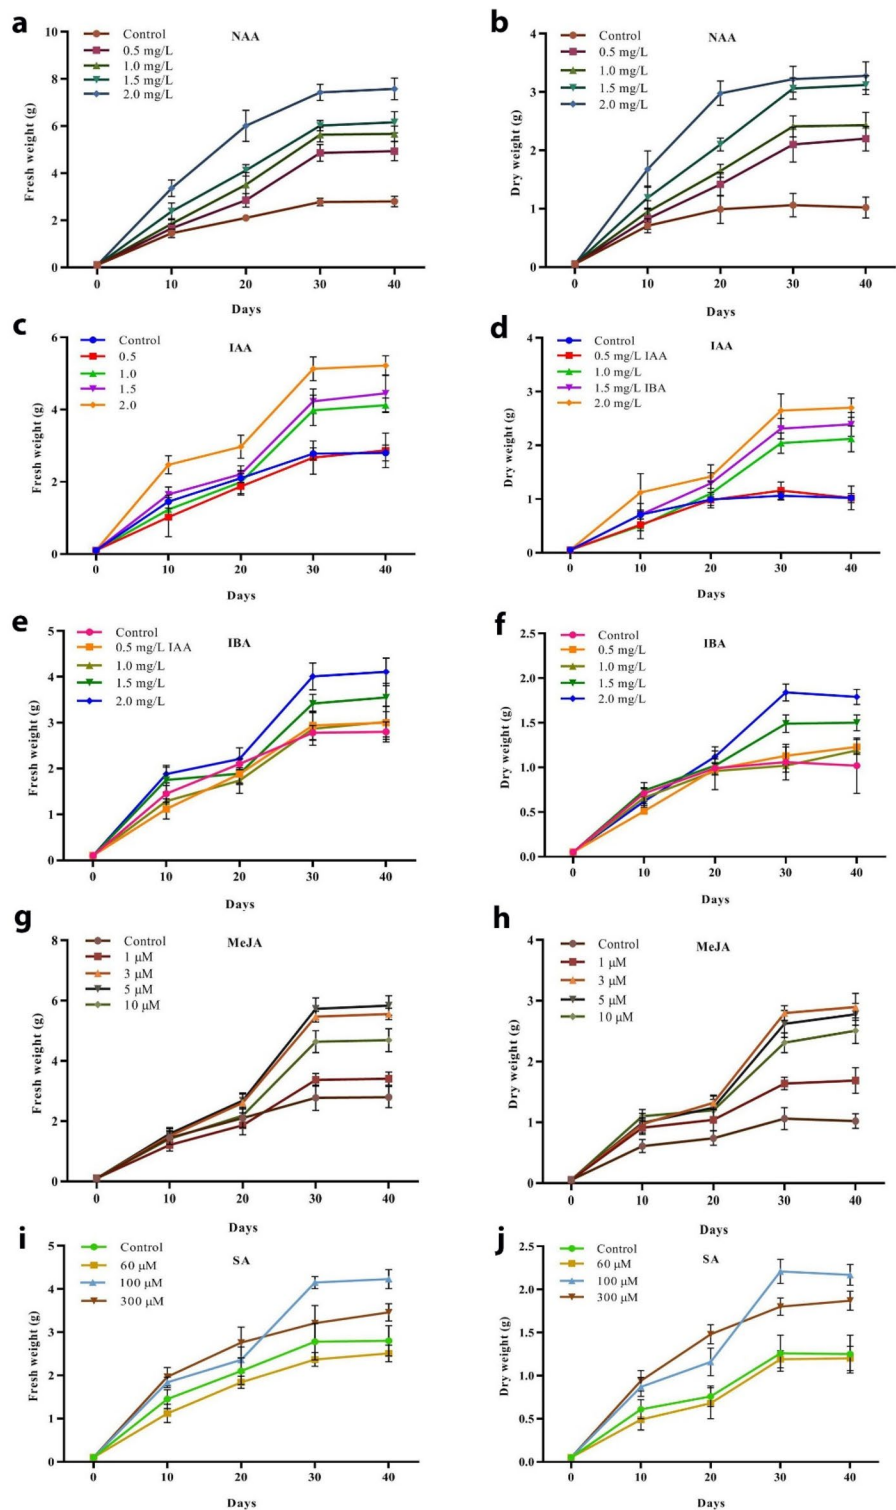 a
NAA
Control
0.5 mg/L
1.0 mg/L
1.5 mg/L
2.0 mg/L
Fresh weight (g)
10
8
6
4
2
0
0 10 20 30 40
Days
b
NAA
Control
0.5 mg/L
1.0 mg/L
1.5 mg/L
2.0 mg/L
Dry weight (g)
4
3
2
1
0
0 10 20 30 40
Days
c
IAA
Control
0.5
1.0
1.5
2.0
Fresh weight (g)
6
4
2
0
0 10 20 30 40
Days
d
IAA
Control
0.5 mg/L IAA
1.0 mg/L
1.5 mg/L IBA
2.0 mg/L
Dry weight (g)
4
3
2
1
0
0 10 20 30 40
Days
e
IBA
Control
0.5 mg/L IAA
1.0 mg/L
1.5 mg/L
2.0 mg/L
Fresh weight (g)
5
4
3
2
1
0
0 10 20 30 40
Days
f
IBA
Control
0.5 mg/L
1.0 mg/L
1.5 mg/L
2.0 mg/L
Dry weight (g)
2.5
2.0
1.5
1.0
0.5
0.0
0 10 20 30 40
Days
g
MeJA
Control
1 μM
3 μM
5 μM
10 μM
Fresh weight (g)
8
6
4
2
0
0 10 20 30 40
Days
h
MeJA
Control
1 μM
3 μM
5 μM
10 μM
Dry weight (g)
4
3
2
1
0
0 10 20 30 40
Days
i
SA
Control
60 μM
100 μM
300 μM
Fresh weight (g)
5
4
3
2
1
0
0 10 20 30 40
Days
j
SA
Control
60 μM
100 μM
300 μM
Dry weight (g)
2.5
2.0
1.5
1.0
0.5
0.0
0 10 20 30 40
Days